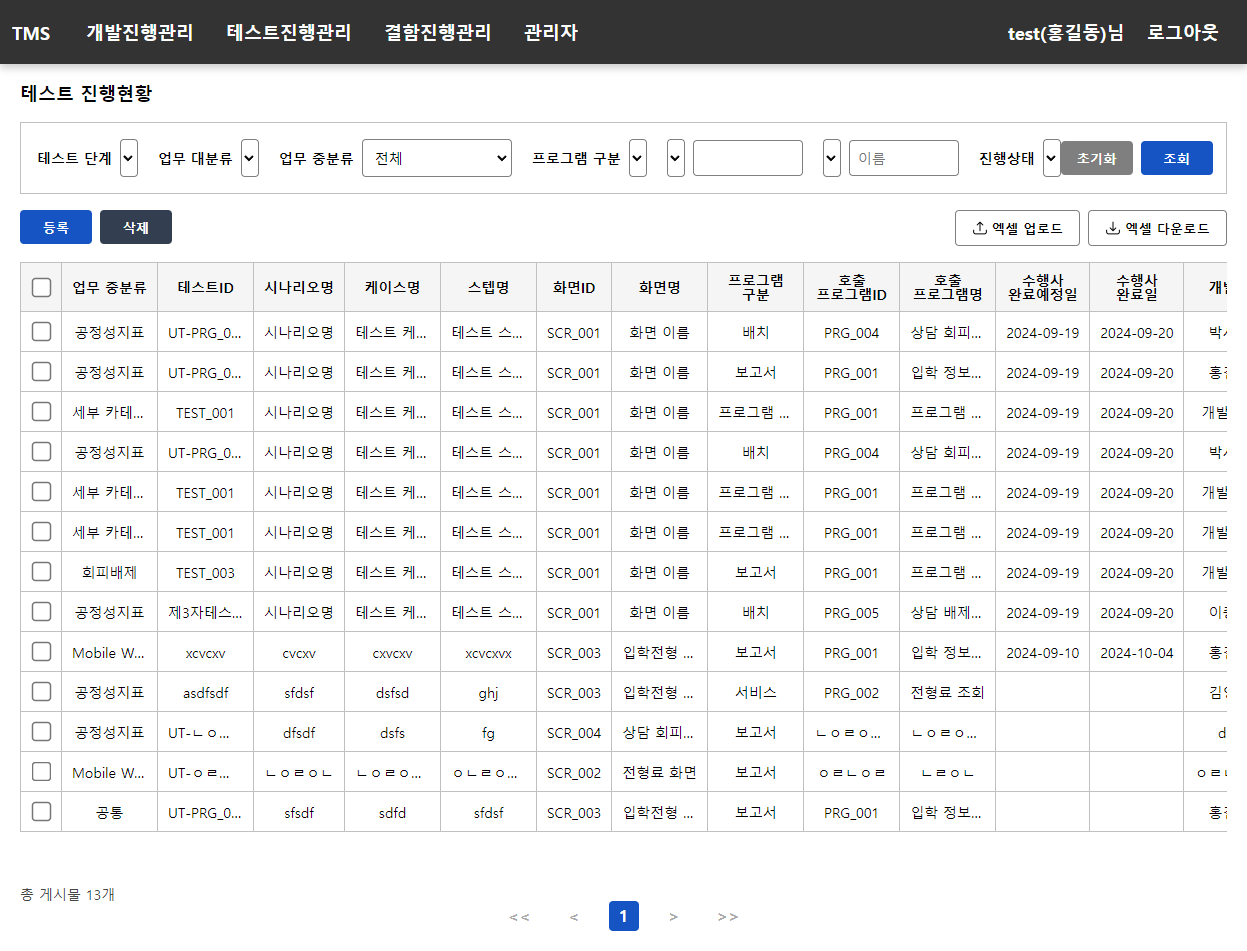 TMS 개발진행관리 테스트진행관리 결함진행관리 관리자 test(홍길동)님 로그아웃
테스트 진행현황
테스트 단계 업무 대분류 업무 중분류 전체 프로그램 구분 이름 진행상태 초기화 조회
등록 삭제 엑셀 업로드 엑셀 다운로드
업무 중분류 테스트ID 시나리오명 케이스명 스텝명 화면ID 화면명 프로그램 구분 호출 프로그램ID 호출 프로그램명 수행사 완료예정일 수행사 완료일
공정성지표 UT-PRG_0... 시나리오명 테스트 케... 테스트 스... SCR_001 화면 이름 배치 PRG_004 상담 회피... 2024-09-19 2024-09-20
공정성지표 UT-PRG_0... 시나리오명 테스트 케... 테스트 스... SCR_001 화면 이름 보고서 PRG_001 입학 정보... 2024-09-19 2024-09-20
세부 카테... TEST_001 시나리오명 테스트 케... 테스트 스... SCR_001 화면 이름 프로그램 ... PRG_001 프로그램 ... 2024-09-19 2024-09-20 개발
공정성지표 UT-PRG_0... 시나리오명 테스트 케... 테스트 스... SCR_001 화면 이름 배치 PRG_004 상담 회피... 2024-09-19 2024-09-20
세부 카테... TEST_001 시나리오명 테스트 케... 테스트 스... SCR_001 화면 이름 프로그램 ... PRG_001 프로그램 ... 2024-09-19 2024-09-20 개발
세부 카테... TEST_001 시나리오명 테스트 케... 테스트 스... SCR_001 화면 이름 프로그램 ... PRG_001 프로그램 ... 2024-09-19 2024-09-20 개발
회피배제 TEST_003 시나리오명 테스트 케... 테스트 스... SCR_001 화면 이름 보고서 PRG_001 프로그램 ... 2024-09-19 2024-09-20 개발
공정성지표 제3자테스... 시나리오명 테스트 케... 테스트 스... SCR_001 화면 이름 배치 PRG_005 상담 배제... 2024-09-19 2024-09-20
Mobile W... xcvcxv cvcxv cxvcxv xcvcxvx SCR_003 입학전형 ... 보고서 PRG_001 입학 정보... 2024-09-10 2024-10-04
공정성지표 asdfsdf sfdsf dsfsd ghj SCR_003 입학전형 ... 서비스 PRG_002 전형료 조회
공정성지표 UT-ㄴㅇ... dfsdf dsfs fg SCR_004 상담 회피... 보고서 ㄴㅇㄹㅇ... ㄴㅇㄹㅇ... d
Mobile W... UT-ㅇㄹ... ㄴㅇㄹㅇㄴ ㄴㅇㄹㅇ... ㅇㄴㄹㅇ... SCR_002 전형료 화면 보고서 ㅇㄹㄴㅇㄹ ㄴㄹㅇㄴ
공통 UT-PRG_0... sfsdf sdfd sfdsf SCR_003 입학전형 ... 보고서 PRG_001 입학 정보...
총 게시물 13개
<< < 1 > >>